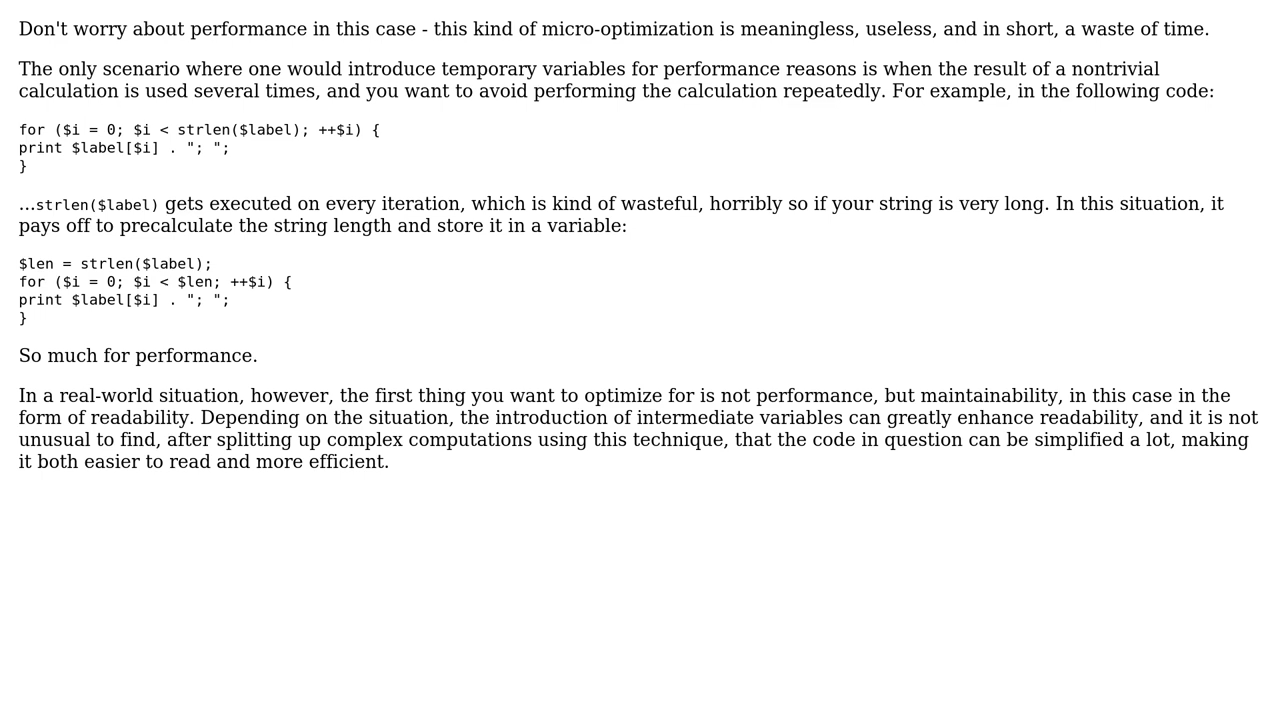 Don't worry about performance in this case - this kind of micro-optimization is meaningless, useless, and in short, a waste of time.
The only scenario where one would introduce temporary variables for performance reasons is when the result of a nontrivial
calculation is used several times, and you want to avoid performing the calculation repeatedly. For example, in the following code:
for ($i = 0; $i < strlen($label); ++$i) {
print $label[$i] . "; ";
}
...strlen($label) gets executed on every iteration, which is kind of wasteful, horribly so if your string is very long. In this situation, it
pays off to precalculate the string length and store it in a variable:
$len = strlen($label);
for ($i = 0; $i < $len; ++$i) {
print $label[$i] . "; ";
}
So much for performance.
In a real-world situation, however, the first thing you want to optimize for is not performance, but maintainability, in this case in the
form of readability. Depending on the situation, the introduction of intermediate variables can greatly enhance readability, and it is not
unusual to find, after splitting up complex computations using this technique, that the code in question can be simplified a lot, making
it both easier to read and more efficient.